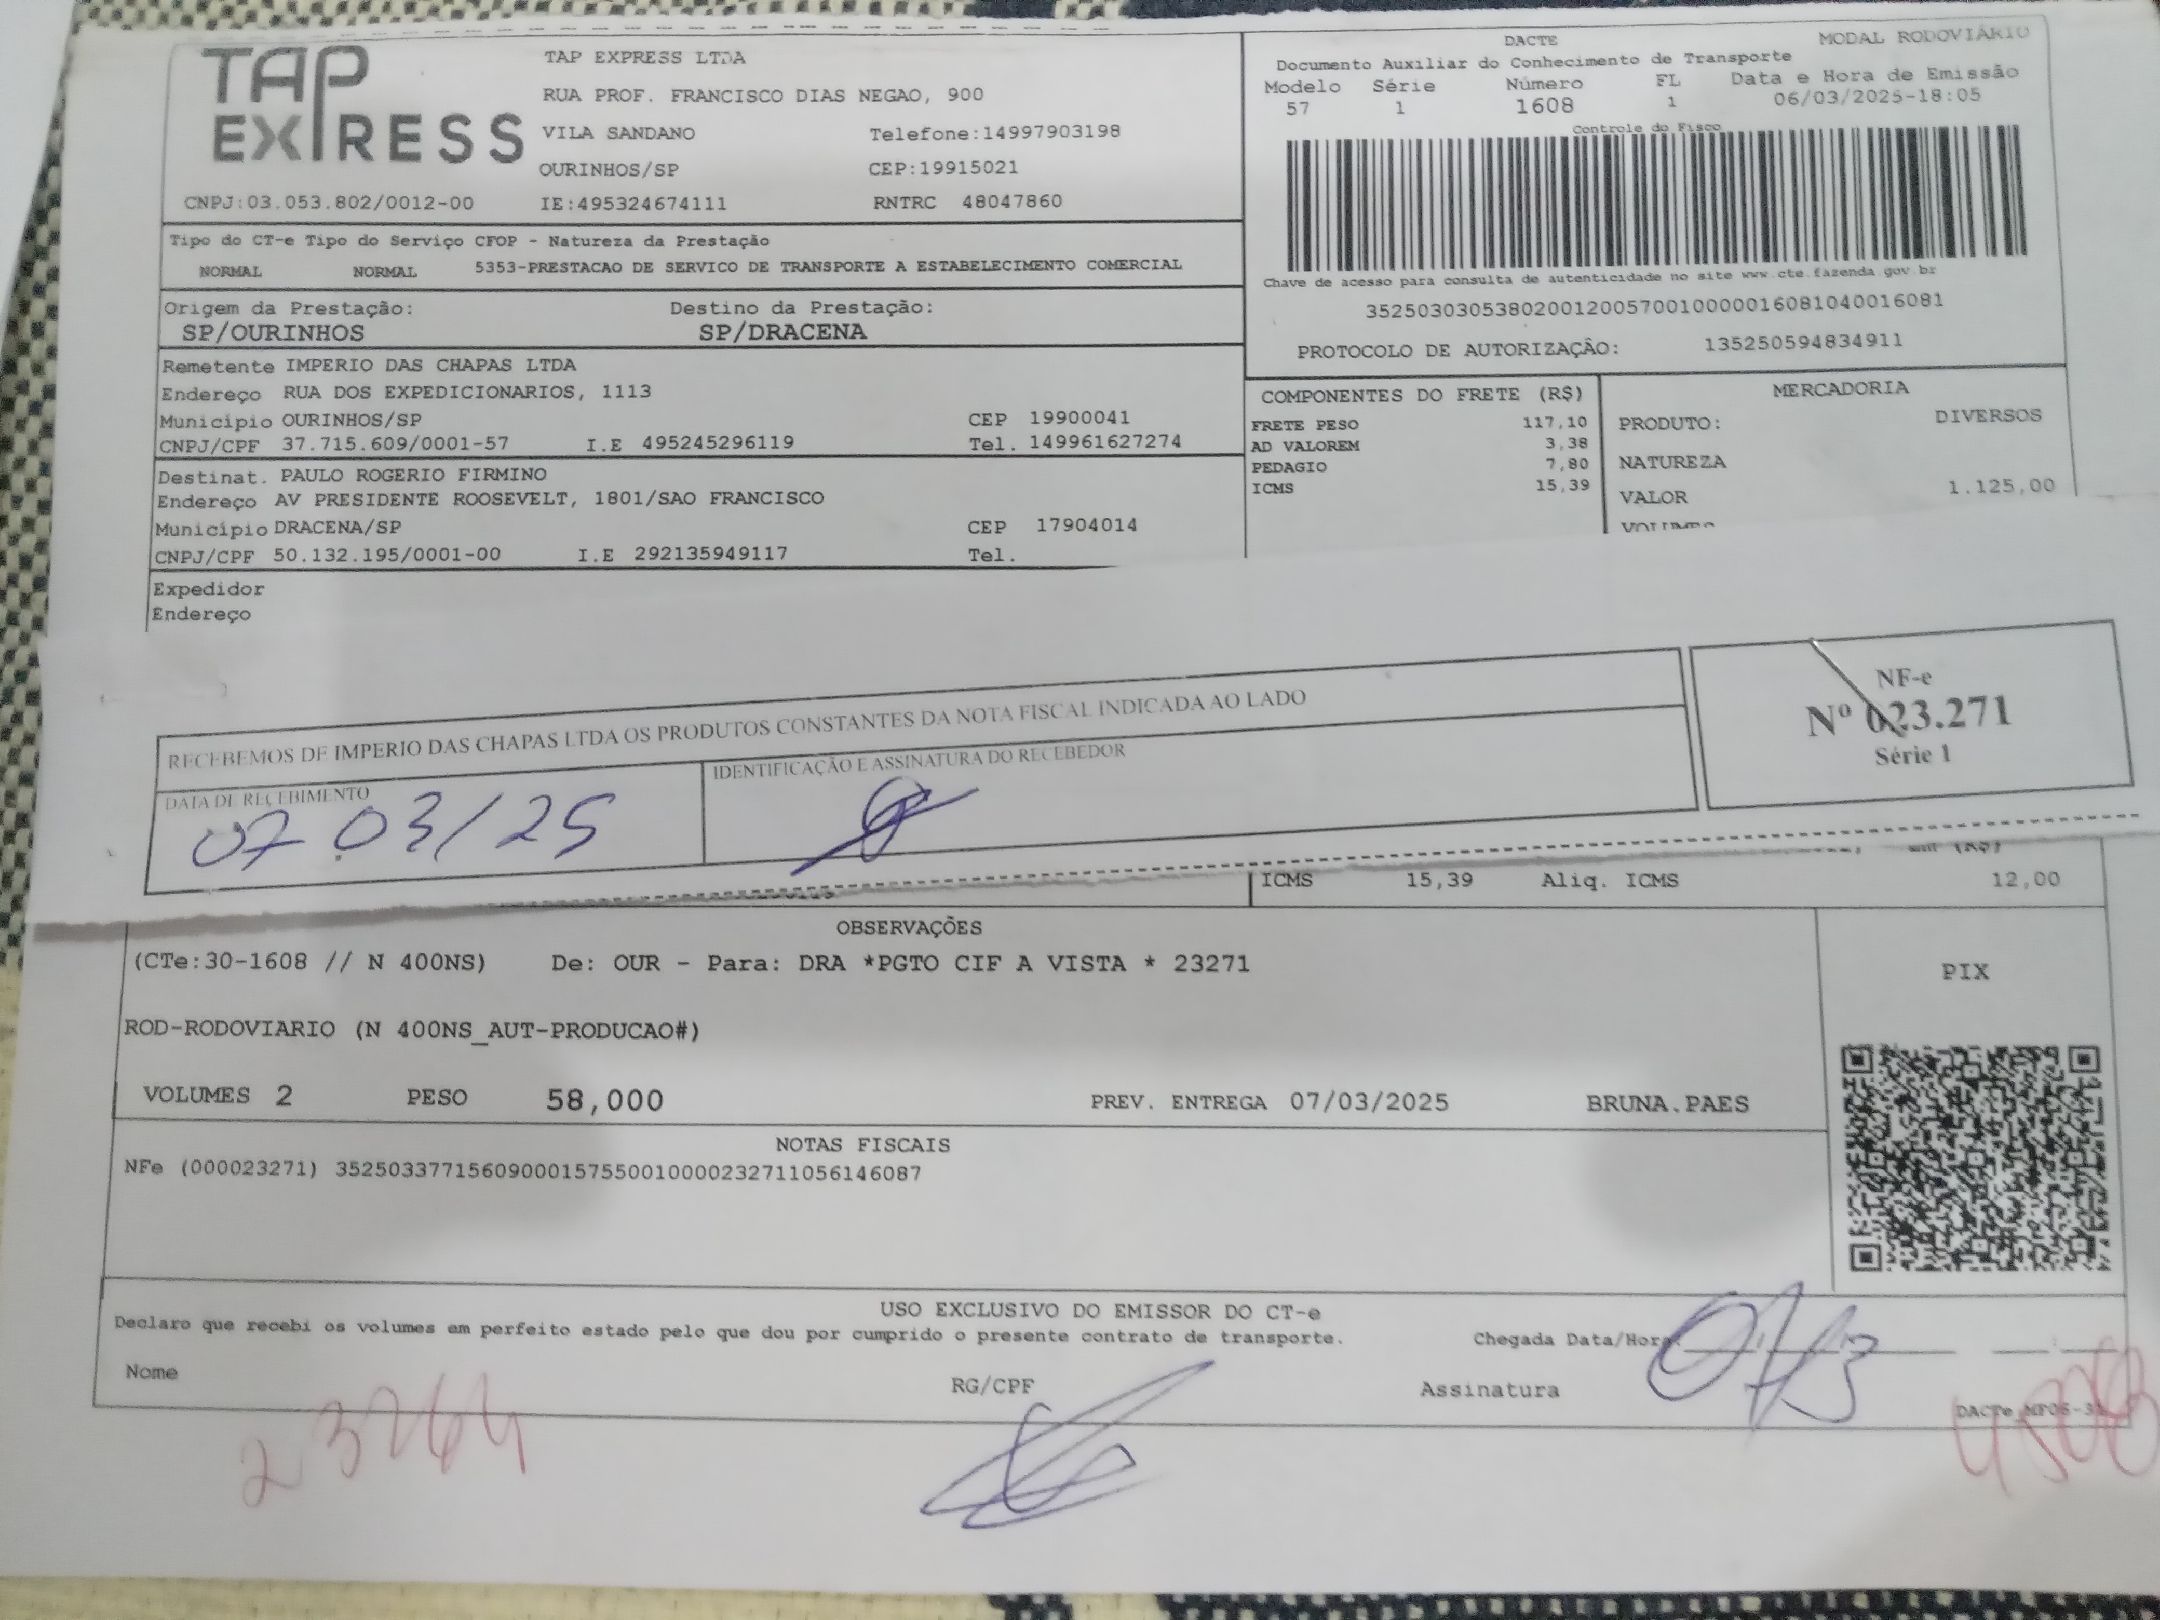 TAP EXPRESS
TAP EXPRESS LTDA
RUA PROF. FRANCISCO DIAS NEGAO, 900
VILA SANDANO Telefone:14997903198
OURINHOS/SP CEP:19915021
CNPJ:03.053.802/0012-00 IE:495324674111 RNTRC 48047860
DACTE MODAL RODOVIÁRIO
Documento Auxiliar do Conhecimento de Transporte
Modelo Série Número FL Data e Hora de Emissão
57 1 1608 1 06/03/2025-18:05
Controle do Fisco
Chave de acesso para consulta de autenticidade no site www.cte.fazenda.gov.br
35250303053802001200570010000016081040016081
PROTOCOLO DE AUTORIZAÇÃO: 135250594834911
Tipo do CT-e Tipo do Serviço CFOP - Natureza da Prestação
NORMAL NORMAL 5353-PRESTACAO DE SERVICO DE TRANSPORTE A ESTABELECIMENTO COMERCIAL
Origem da Prestação: Destino da Prestação:
SP/OURINHOS SP/DRACENA
Remetente IMPERIO DAS CHAPAS LTDA
Endereço RUA DOS EXPEDICIONARIOS, 1113
Município OURINHOS/SP CEP 19900041
CNPJ/CPF 37.715.609/0001-57 I.E 495245296119 Tel. 149961627274
Destinat. PAULO ROGERIO FIRMINO
Endereço AV PRESIDENTE ROOSEVELT, 1801/SAO FRANCISCO
Município DRACENA/SP CEP 17904014
CNPJ/CPF 50.132.195/0001-00 I.E 292135949117 Tel.
Expedidor
Endereço
COMPONENTES DO FRETE (R$)
FRETE PESO 117,10
AD VALOREM 3,38
PEDAGIO 7,80
ICMS 15,39
MERCADORIA
PRODUTO: DIVERSOS
NATUREZA
VALOR 1.125,00
RECEBEMOS DE IMPERIO DAS CHAPAS LTDA OS PRODUTOS CONSTANTES DA NOTA FISCAL INDICADA AO LADO
DATA DE RECEBIMENTO IDENTIFICAÇÃO E ASSINATURA DO RECEBEDOR
07 03/25
NF-e
Nº 023.271
Série 1
ICMS 15,39 Aliq. ICMS 12,00
OBSERVAÇÕES
(CTe:30-1608 // N 400NS) De: OUR - Para: DRA *PGTO CIF A VISTA * 23271
ROD-RODOVIARIO (N 400NS_AUT-PRODUCAO#)
VOLUMES 2 PESO 58,000 PREV. ENTREGA 07/03/2025 BRUNA.PAES
PIX
NOTAS FISCAIS
NFe (000023271) 35250337715609000157550010000232711056146087
USO EXCLUSIVO DO EMISSOR DO CT-e
Declaro que recebi os volumes em perfeito estado pelo que dou por cumprido o presente contrato de transporte.
Chegada Data/Hora 07/3
Nome RG/CPF Assinatura